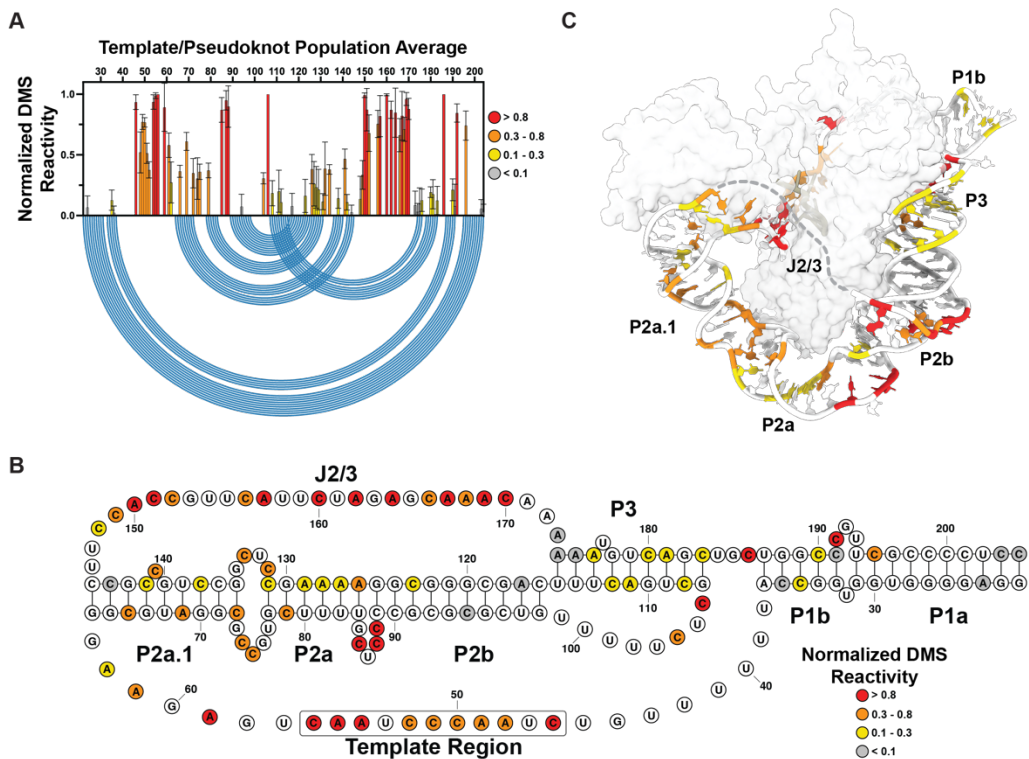 A
Template/Pseudoknot Population Average
30 40 50 60 70 80 90 100 110 120 130 140 150 160 170 180 190 200
Normalized DMS
Reactivity
1.0
0.5
0.0
> 0.8
0.3 - 0.8
0.1 - 0.3
< 0.1
C
P1b
P3
J2/3
P2a.1
P2b
P2a
B
J2/3
A C C G U U C A U U C U A G A G C A A A C A A
C
C
U
U
150
160
170
P3
A
A A A U G U C A G C U G C U G G C C U C G C C C C U C C
C G U
180
190
200
C C G C C G U C C G C U C C G A A A A G G C G G G C G A C U U U C A G U C U G
140
130
120
110
G G C G U G A G G C G C C G U G C U U U U C C G C C G C G C U G U
C C U C
70
80
90
100
U U U U U C C
A C C G G G U C G U G U G G G A G G
30
P2a.1
P2a
P2b
P1b
P1a
G
A
A
G
A
G
U
60
C A A U C C C A A U C
50
U G U U U U U U U
40
Template Region
Normalized DMS
Reactivity
> 0.8
0.3 - 0.8
0.1 - 0.3
< 0.1